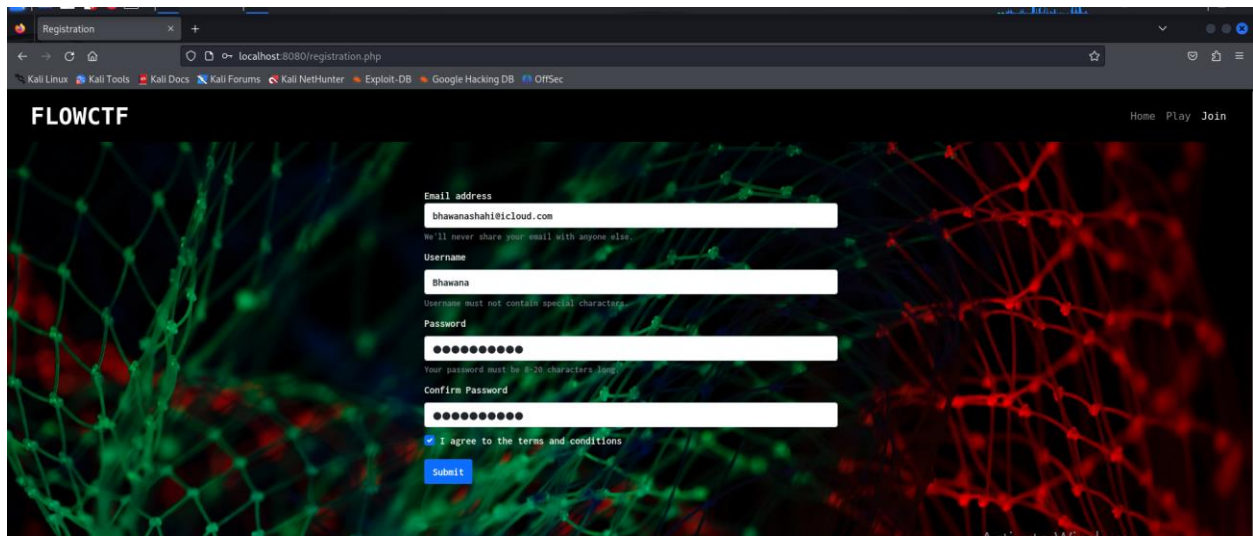 Registration
localhost:8080/registration.php
Kali Linux Kali Tools Kali Docs Kali Forums Kali NetHunter Exploit-DB Google Hacking DB OffSec
FLOWCTF
Home Play Join
Email address
bhawanashahi@icloud.com
We'll never share your email with anyone else.
Username
Bhawana
Username must not contain special characters.
Password
●●●●●●●●●●
Your password must be 8-20 characters long.
Confirm Password
●●●●●●●●●●
I agree to the terms and conditions
Submit